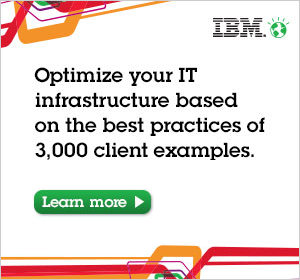 IBM.
Optimize your IT
infrastructure based
on the best practices of
3,000 client examples.
Learn more